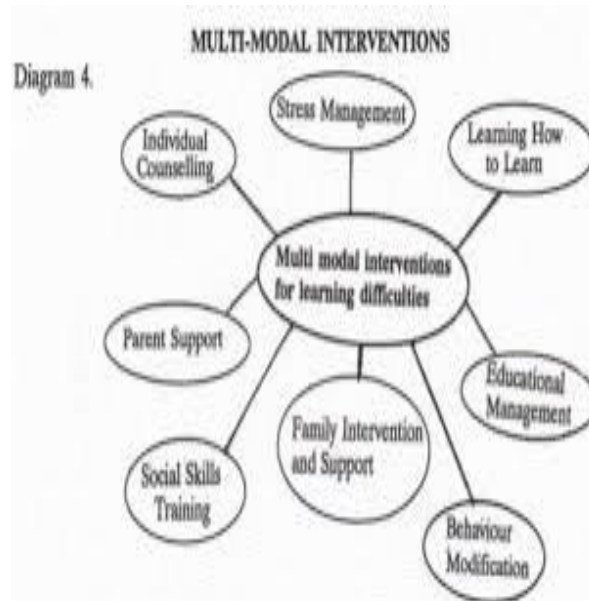 MULTI-MODAL INTERVENTIONS
Diagram 4.
Stress Management
Individual
Counselling
Learning How
to Learn
Multi modal interventions
for learning difficulties
Parent Support
Educational
Management
Family Intervention
and Support
Social Skills
Training
Behaviour
Modification